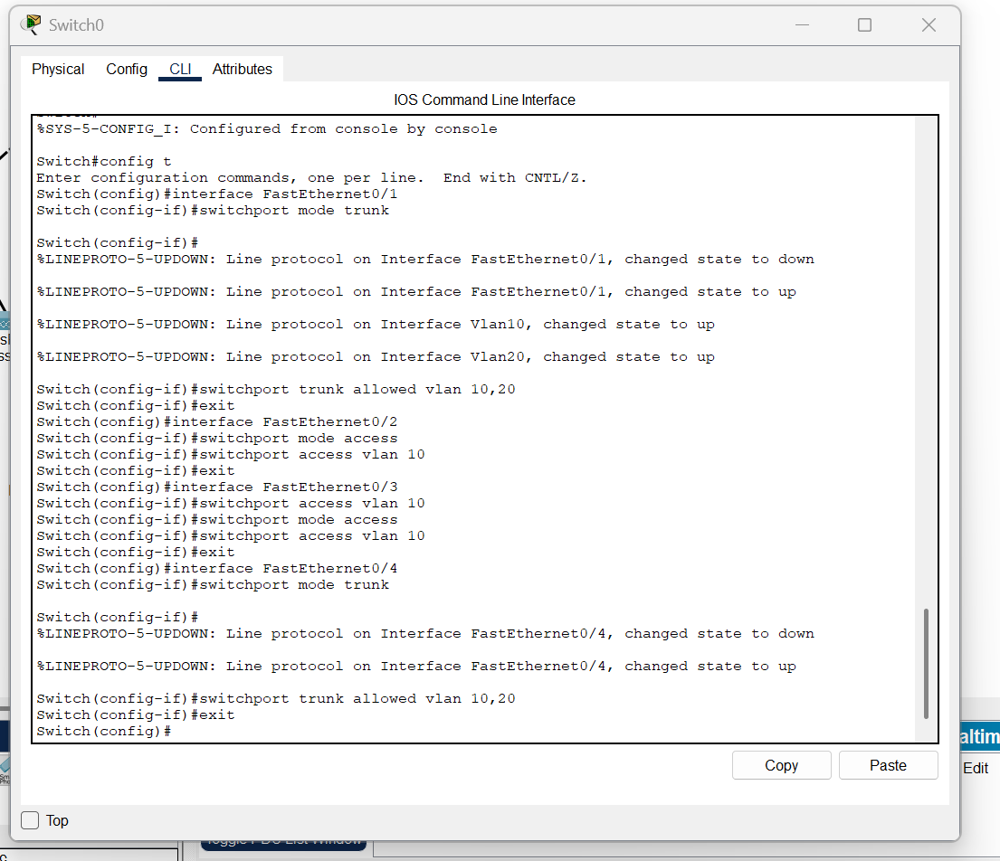 Switch0
Physical Config CLI Attributes
IOS Command Line Interface
%SYS-5-CONFIG_I: Configured from console by console
Switch#config t
Enter configuration commands, one per line.  End with CNTL/Z.
Switch(config)#interface FastEthernet0/1
Switch(config-if)#switchport mode trunk
Switch(config-if)#
%LINEPROTO-5-UPDOWN: Line protocol on Interface FastEthernet0/1, changed state to down
%LINEPROTO-5-UPDOWN: Line protocol on Interface FastEthernet0/1, changed state to up
%LINEPROTO-5-UPDOWN: Line protocol on Interface Vlan10, changed state to up
%LINEPROTO-5-UPDOWN: Line protocol on Interface Vlan20, changed state to up
Switch(config-if)#switchport trunk allowed vlan 10,20
Switch(config-if)#exit
Switch(config)#interface FastEthernet0/2
Switch(config-if)#switchport mode access
Switch(config-if)#switchport access vlan 10
Switch(config-if)#exit
Switch(config)#interface FastEthernet0/3
Switch(config-if)#switchport access vlan 10
Switch(config-if)#switchport mode access
Switch(config-if)#switchport access vlan 10
Switch(config-if)#exit
Switch(config)#interface FastEthernet0/4
Switch(config-if)#switchport mode trunk
Switch(config-if)#
%LINEPROTO-5-UPDOWN: Line protocol on Interface FastEthernet0/4, changed state to down
%LINEPROTO-5-UPDOWN: Line protocol on Interface FastEthernet0/4, changed state to up
Switch(config-if)#switchport trunk allowed vlan 10,20
Switch(config-if)#exit
Switch(config)#
Copy Paste
altim
Edit
Top
Toggle PDU List Window